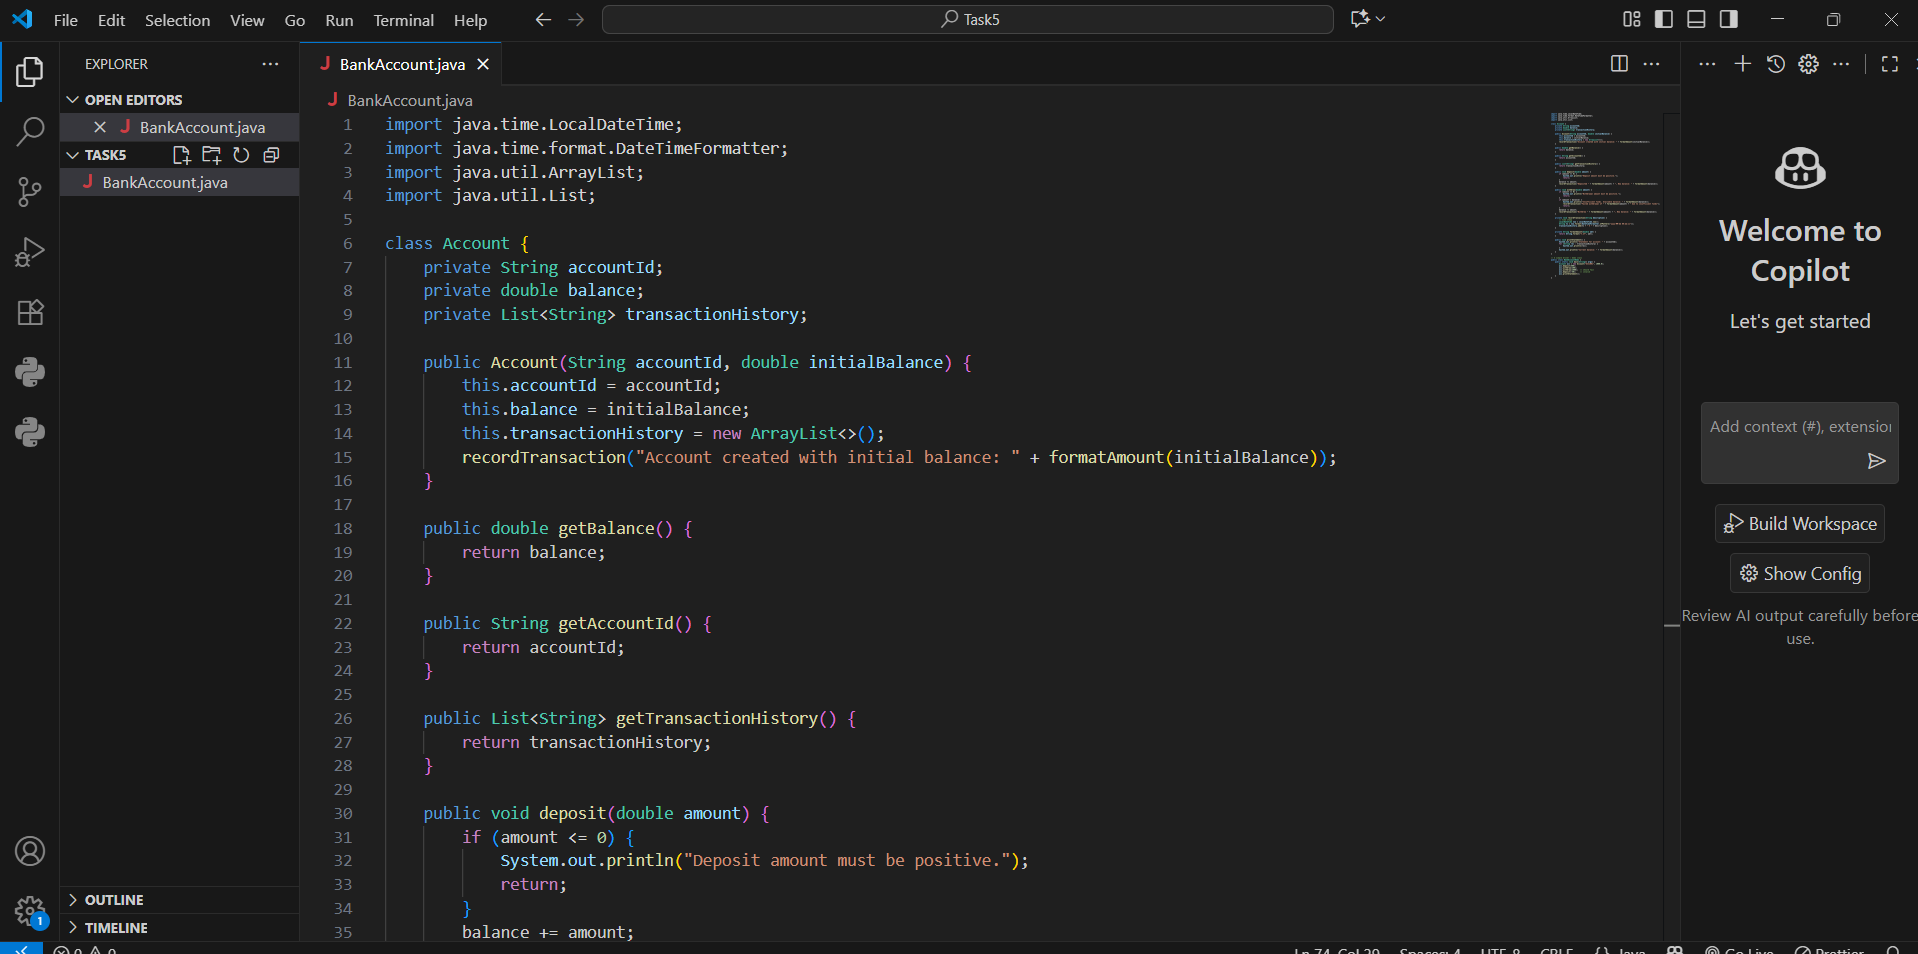 File Edit Selection View Go Run Terminal Help
Task5
EXPLORER
OPEN EDITORS
BankAccount.java
TASK5
BankAccount.java
OUTLINE
TIMELINE
1
BankAccount.java
BankAccount.java
1 import java.time.LocalDateTime;
2 import java.time.format.DateTimeFormatter;
3 import java.util.ArrayList;
4 import java.util.List;
5
6 class Account {
7 private String accountId;
8 private double balance;
9 private List<String> transactionHistory;
10
11 public Account(String accountId, double initialBalance) {
12 this.accountId = accountId;
13 this.balance = initialBalance;
14 this.transactionHistory = new ArrayList<>();
15 recordTransaction("Account created with initial balance: " + formatAmount(initialBalance));
16 }
17
18 public double getBalance() {
19 return balance;
20 }
21
22 public String getAccountId() {
23 return accountId;
24 }
25
26 public List<String> getTransactionHistory() {
27 return transactionHistory;
28 }
29
30 public void deposit(double amount) {
31 if (amount <= 0) {
32 System.out.println("Deposit amount must be positive.");
33 return;
34 }
35 balance += amount;
Welcome to
Copilot
Let's get started
Add context (#), extension
Build Workspace
Show Config
Review AI output carefully before
use.
0 0
Ln 74, Col 20 Spaces: 4 UTF-8 CRLF {} Java Go Live Prettier